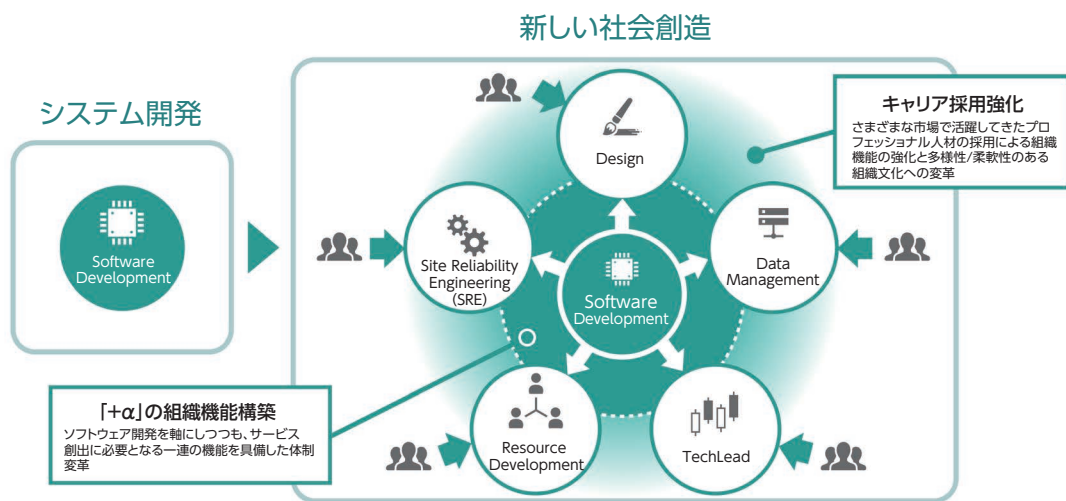 新しい社会創造
システム開発
Software
Development
Design
キャリア採用強化
さまざまな市場で活躍してきたプロ
フェッショナル人材の採用による組織
機能の強化と多様性/柔軟性のある
組織文化への変革
Site Reliability
Engineering
(SRE)
Data
Management
Software
Development
「+α」の組織機能構築
ソフトウェア開発を軸にしつつも、サービス
創出に必要となる一連の機能を具備した体制
変革
Resource
Development
TechLead